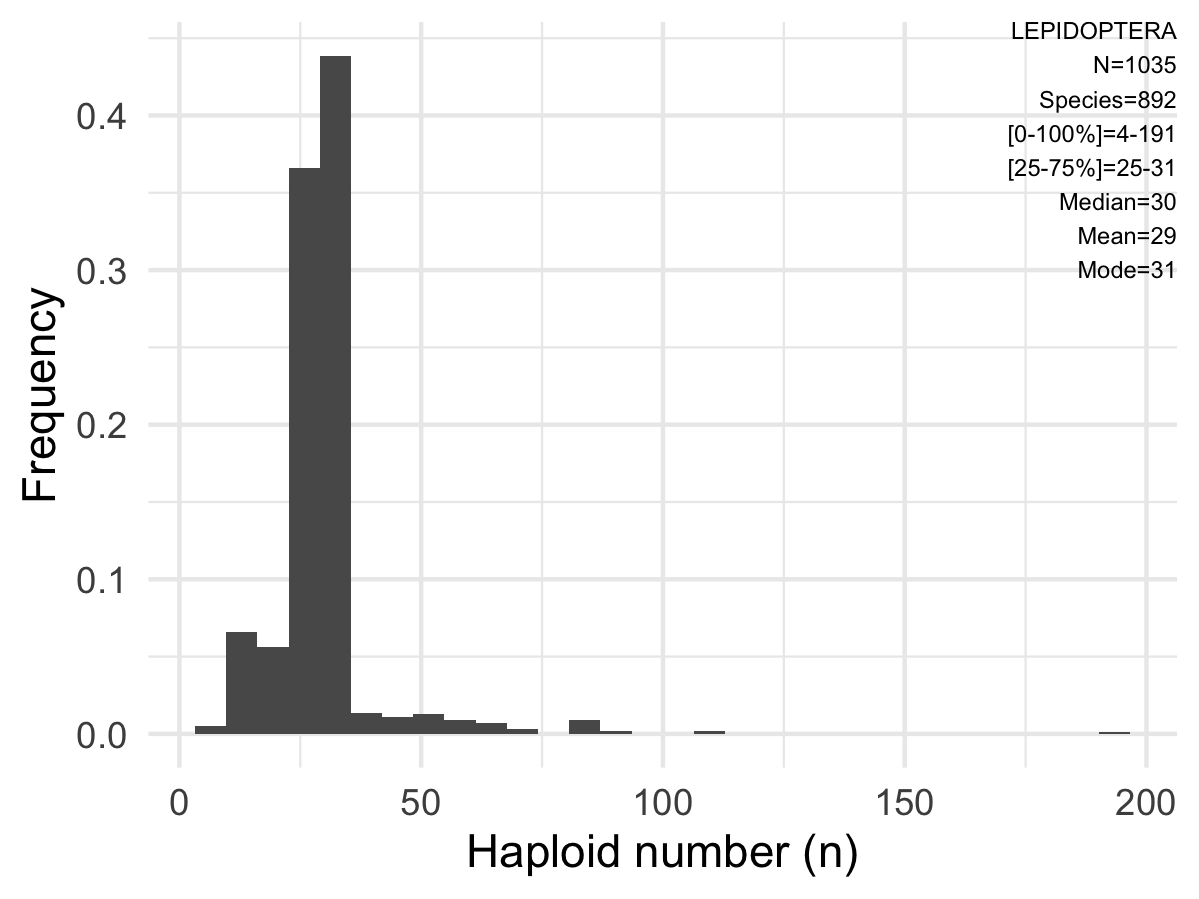 LEPIDOPTERA
N=1035
Species=892
[0-100%]=4-191
[25-75%]=25-31
Median=30
Mean=29
Mode=31
0.4
0.3
0.2
0.1
0.0
Frequency
0 50 100 150 200
Haploid number (n)